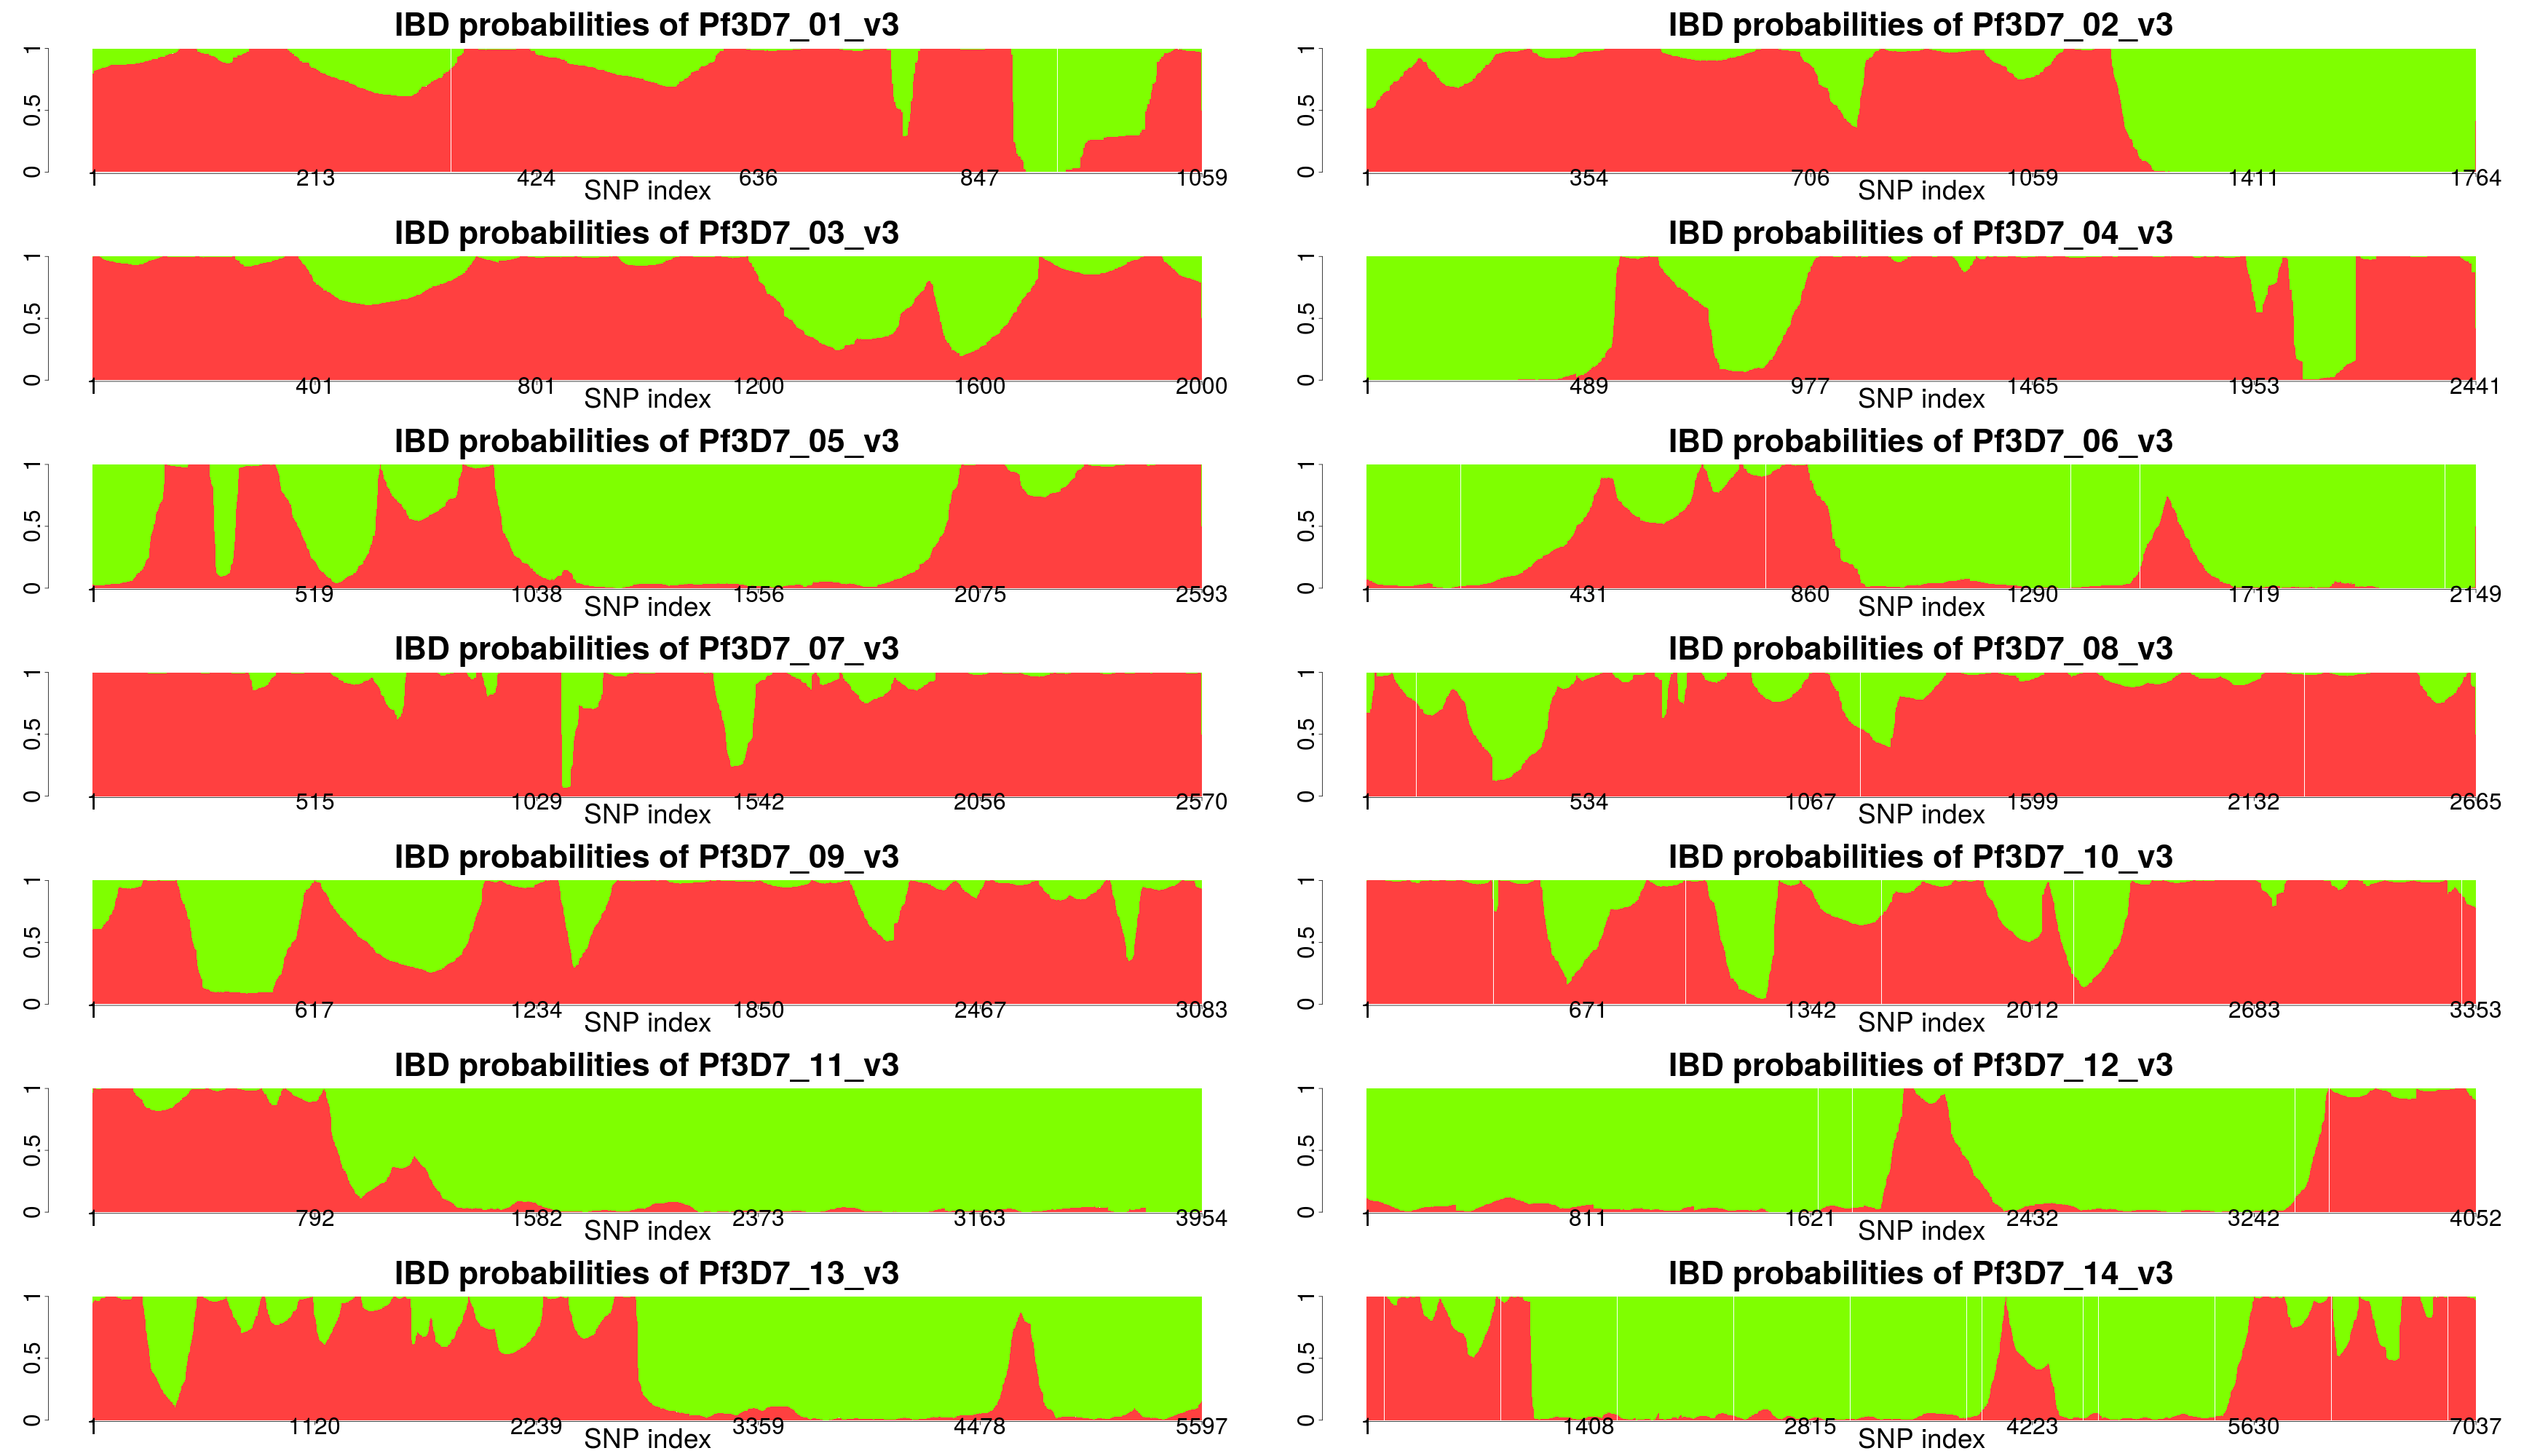 IBD probabilities of Pf3D7_01_v3
0 0.5 1
1 213 424 636 847 1059
SNP index
IBD probabilities of Pf3D7_02_v3
0 0.5 1
1 354 706 1059 1411 1764
SNP index
IBD probabilities of Pf3D7_03_v3
0 0.5 1
1 401 801 1200 1600 2000
SNP index
IBD probabilities of Pf3D7_04_v3
0 0.5 1
1 489 977 1465 1953 2441
SNP index
IBD probabilities of Pf3D7_05_v3
0 0.5 1
1 519 1038 1556 2075 2593
SNP index
IBD probabilities of Pf3D7_06_v3
0 0.5 1
1 431 860 1290 1719 2149
SNP index
IBD probabilities of Pf3D7_07_v3
0 0.5 1
1 515 1029 1542 2056 2570
SNP index
IBD probabilities of Pf3D7_08_v3
0 0.5 1
1 534 1067 1599 2132 2665
SNP index
IBD probabilities of Pf3D7_09_v3
0 0.5 1
1 617 1234 1850 2467 3083
SNP index
IBD probabilities of Pf3D7_10_v3
0 0.5 1
1 671 1342 2012 2683 3353
SNP index
IBD probabilities of Pf3D7_11_v3
0 0.5 1
1 792 1582 2373 3163 3954
SNP index
IBD probabilities of Pf3D7_12_v3
0 0.5 1
1 811 1621 2432 3242 4052
SNP index
IBD probabilities of Pf3D7_13_v3
0 0.5 1
1 1120 2239 3359 4478 5597
SNP index
IBD probabilities of Pf3D7_14_v3
0 0.5 1
1 1408 2815 4223 5630 7037
SNP index